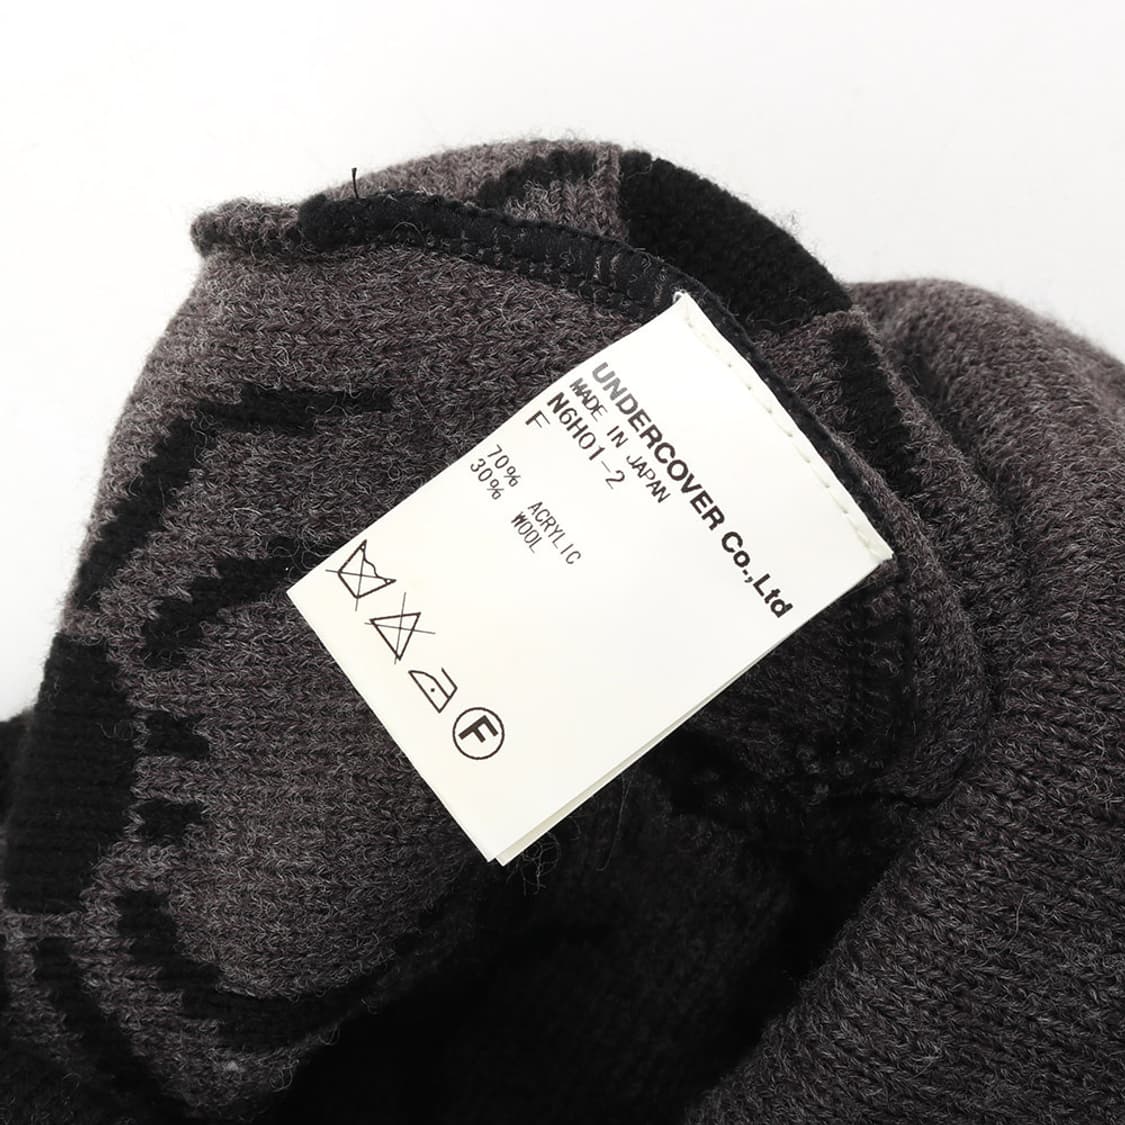 UNDERCOVER Co.,Ltd
MADE IN JAPAN
N6H01-2
F
70% ACRYLIC
30% WOOL
F